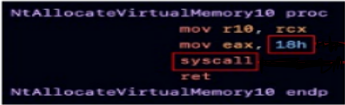 NtAllocateVirtualMemory10 proc
mov r10, rcx
mov eax, 18h
syscall
ret
NtAllocateVirtualMemory10 endp